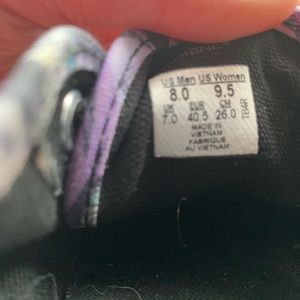 US Men US Women
8.0 9.5
UK EUR CM
7.0 40.5 26.0
MADE IN
VIETNAM
FABRIQUE
AU VIETNAM